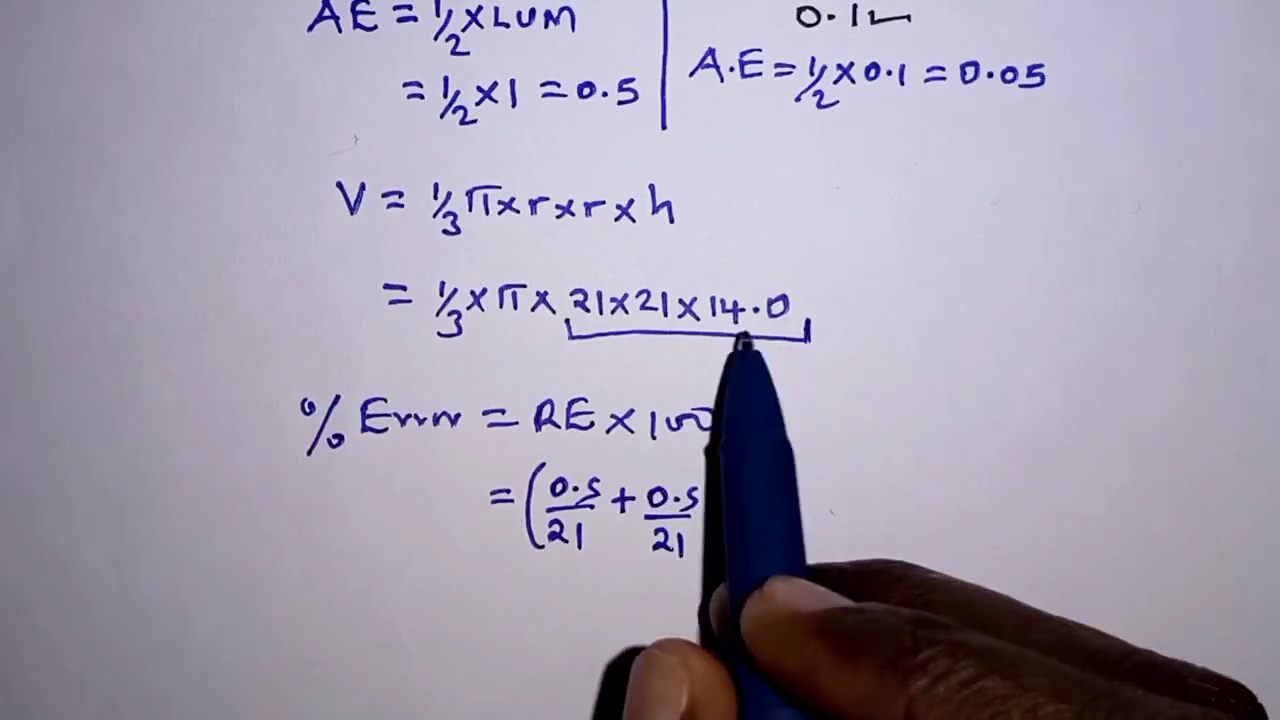 AE = 1/2 × LUM
= 1/2 × 1 = 0.5
0.1
A.E = 1/2 × 0.1 = 0.05
V = 1/3 π × r × r × h
= 1/3 × π × 21 × 21 × 14.0
% Error = RE × 100
= ( 0.5/21 + 0.5/21